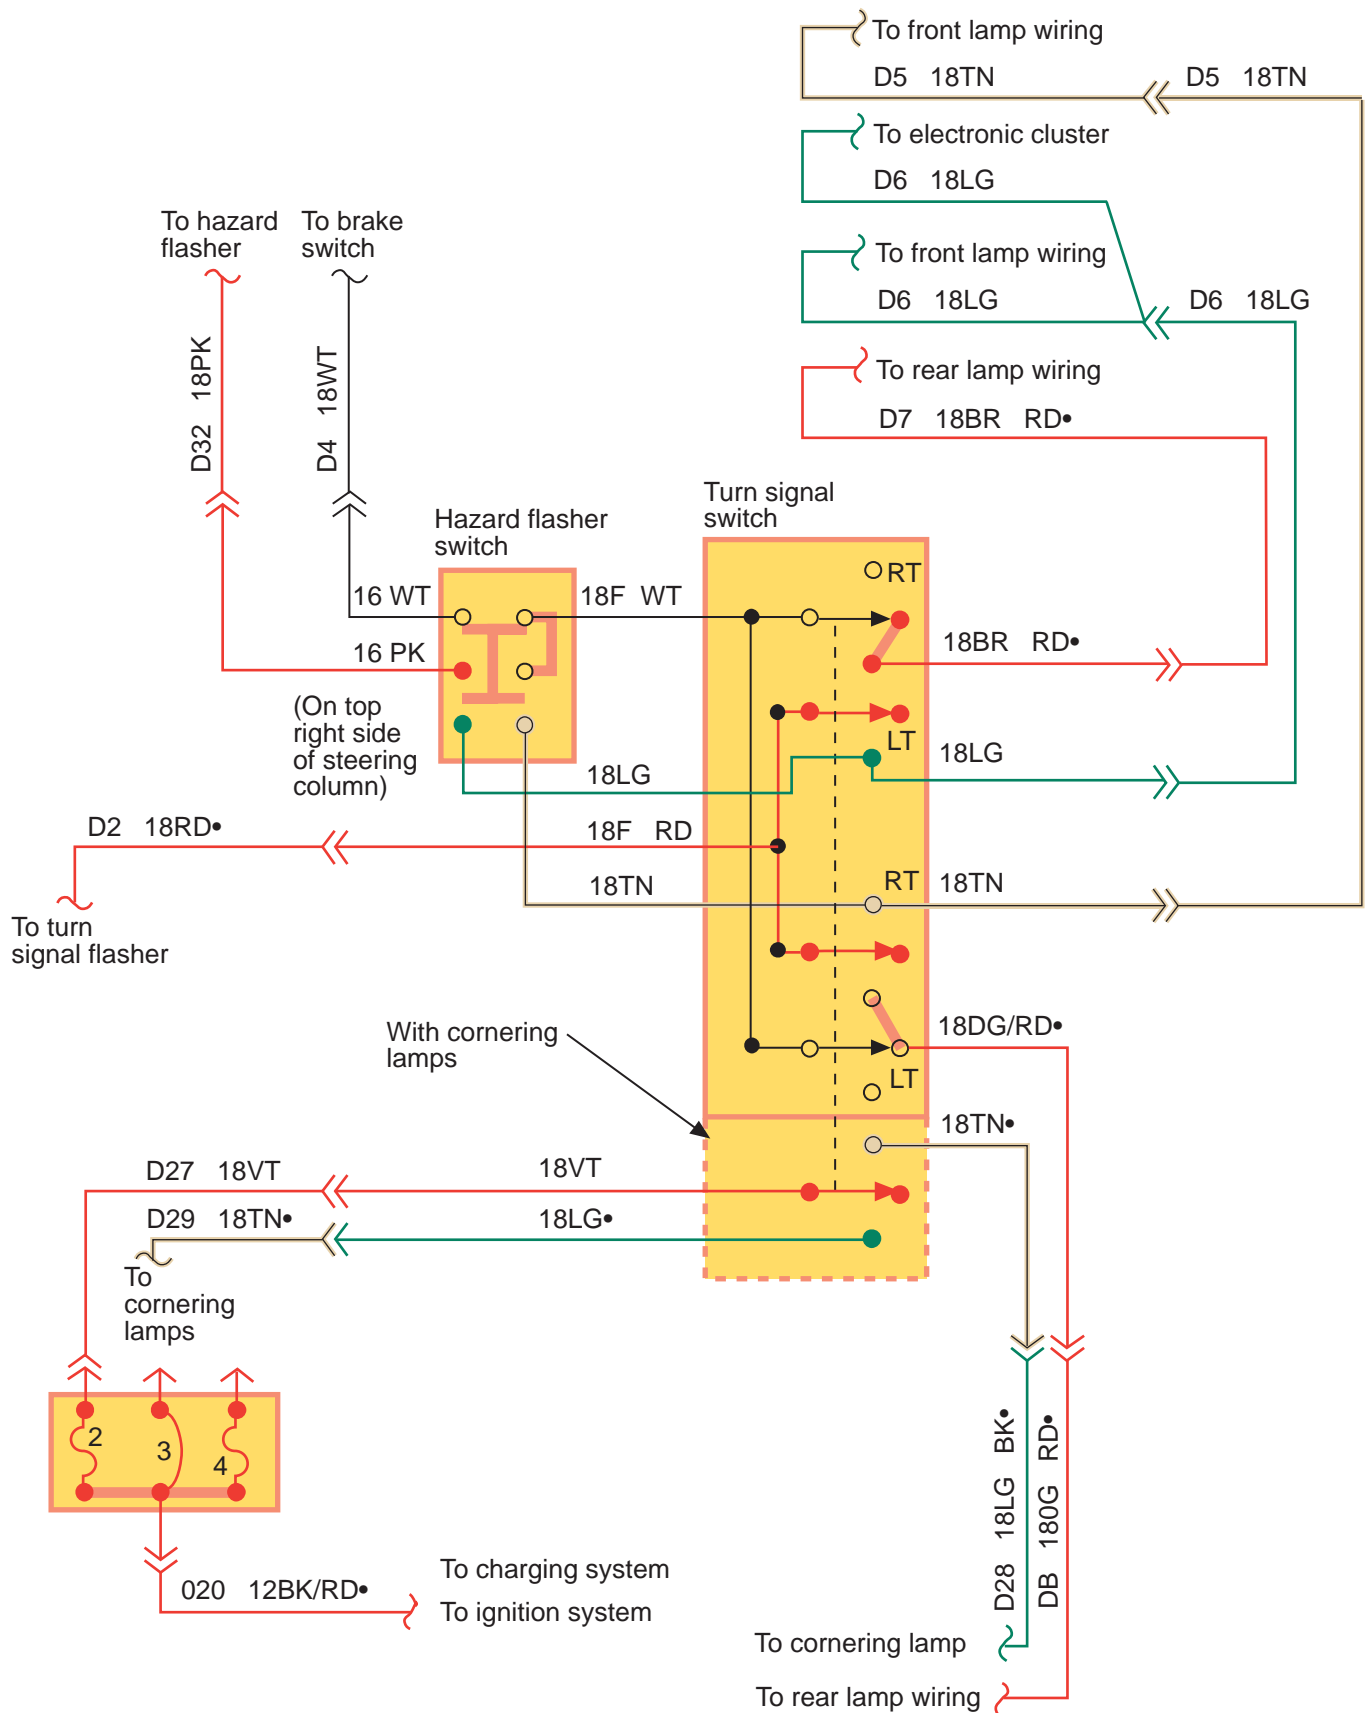 To front lamp wiring
D5 18TN
D5 18TN
To electronic cluster
D6 18LG
To hazard
flasher
To brake
switch
To front lamp wiring
D6 18LG
D6 18LG
D32 18PK
D4 18WT
To rear lamp wiring
D7 18BR RD•
Turn signal
switch
Hazard flasher
switch
RT
16 WT
18F WT
18BR RD•
16 PK
(On top
right side
of steering
column)
LT
18LG
18LG
D2 18RD•
18F RD
RT
18TN
18TN
To turn
signal flasher
With cornering
lamps
18DG/RD•
LT
18TN•
D27 18VT
18VT
D29 18TN•
18LG•
To
cornering
lamps
2
3
4
D28 18LG BK•
DB 180G RD•
020 12BK/RD•
To charging system
To ignition system
To cornering lamp
To rear lamp wiring